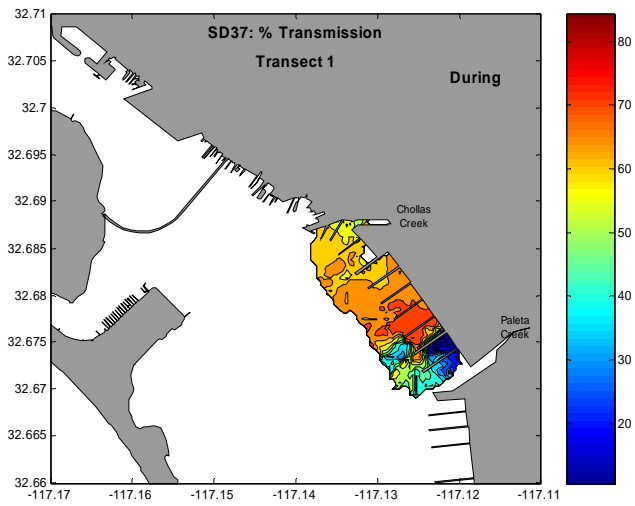 32.71
SD37: % Transmission
80
32.705
Transect 1
During
70
32.7
32.695
60
32.69
Chollas
Creek
50
32.685
40
32.68
Paleta
Creek
32.675
30
32.67
20
32.665
32.66
-117.17 -117.16 -117.15 -117.14 -117.13 -117.12 -117.11